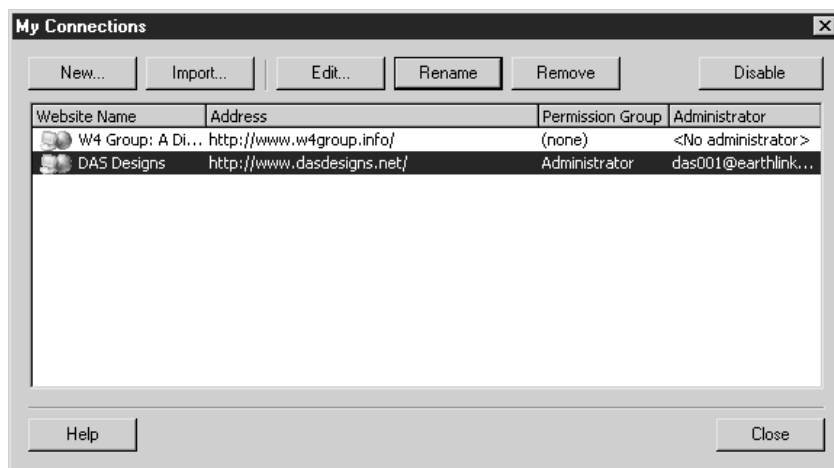 My Connections
New... Import... Edit... Rename Remove Disable
Website Name Address Permission Group Administrator
W4 Group: A Di... http://www.w4group.info/ (none) <No administrator>
DAS Designs http://www.dasdesigns.net/ Administrator das001@earthlink...
Help Close